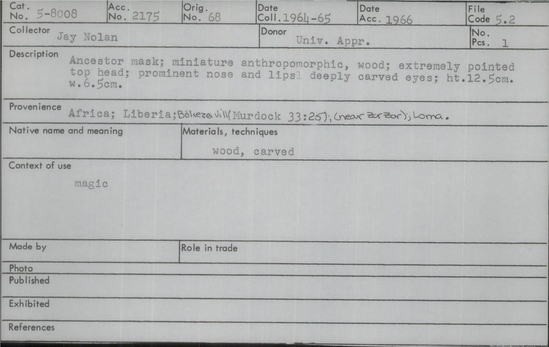 Cat. No. 5-8008 Acc. No. 2175 Orig. No. 68 Date Coll. 1964-65 Date Acc. 1966 File Code 5.2
Collector Jay Nolan Donor Univ. Appr. No. Pcs. 1
Description Ancestor mask; miniature anthropomorphic, wood; extremely pointed
top head; prominent nose and lips; deeply carved eyes; ht.12.5cm.
w.6.5cm.
Provenience Africa; Liberia; (Murdock 33:25), (near Zorzor); Loma.
Native name and meaning Materials, techniques
wood, carved
Context of use
magic
Made by Role in trade
Photo
Published
Exhibited
References